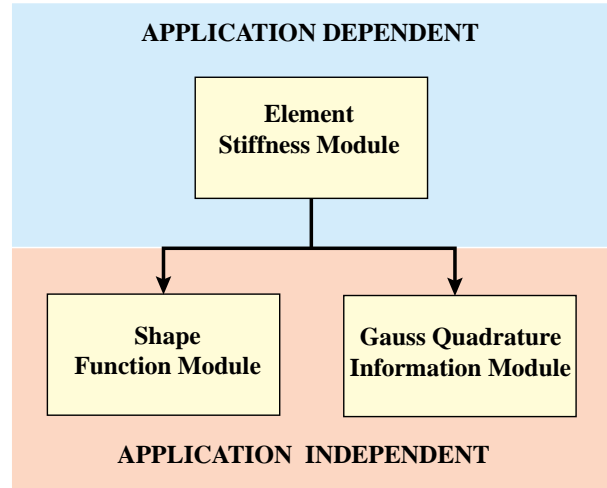 APPLICATION DEPENDENT
Element
Stiffness Module
Shape
Function Module
Gauss Quadrature
Information Module
APPLICATION INDEPENDENT